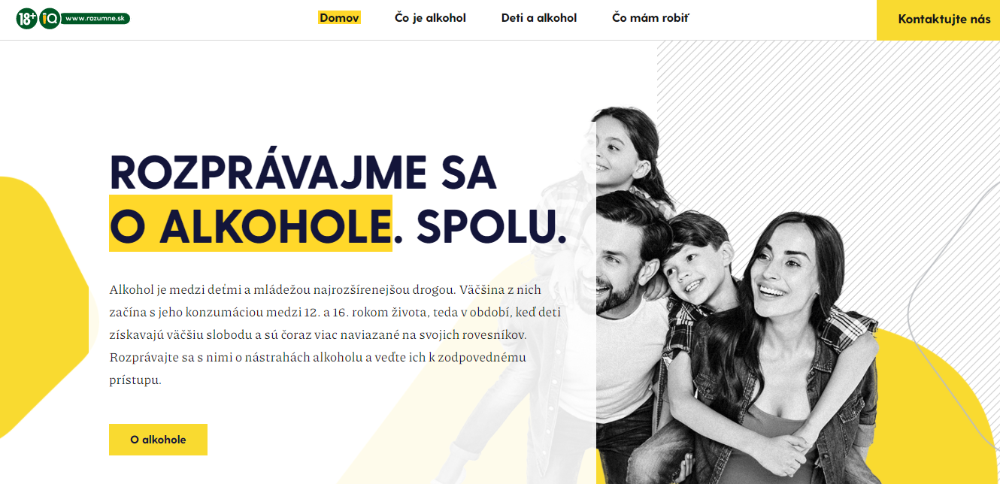 18+ iQ www.rozumne.sk
Domov
Čo je alkohol
Deti a alkohol
Čo mám robiť
Kontaktujte nás
ROZPRÁVAJME SA
O ALKOHOLE. SPOLU.
Alkohol je medzi deťmi a mládežou najrozšírenejšou drogou. Väčšina z nich
začína s jeho konzumáciou medzi 12. a 16. rokom života, teda v období, keď deti
získavajú väčšiu slobodu a sú čoraz viac naviazané na svojich rovesníkov.
Rozprávajte sa s nimi o nástrahách alkoholu a veďte ich k zodpovednému
prístupu.
O alkohole